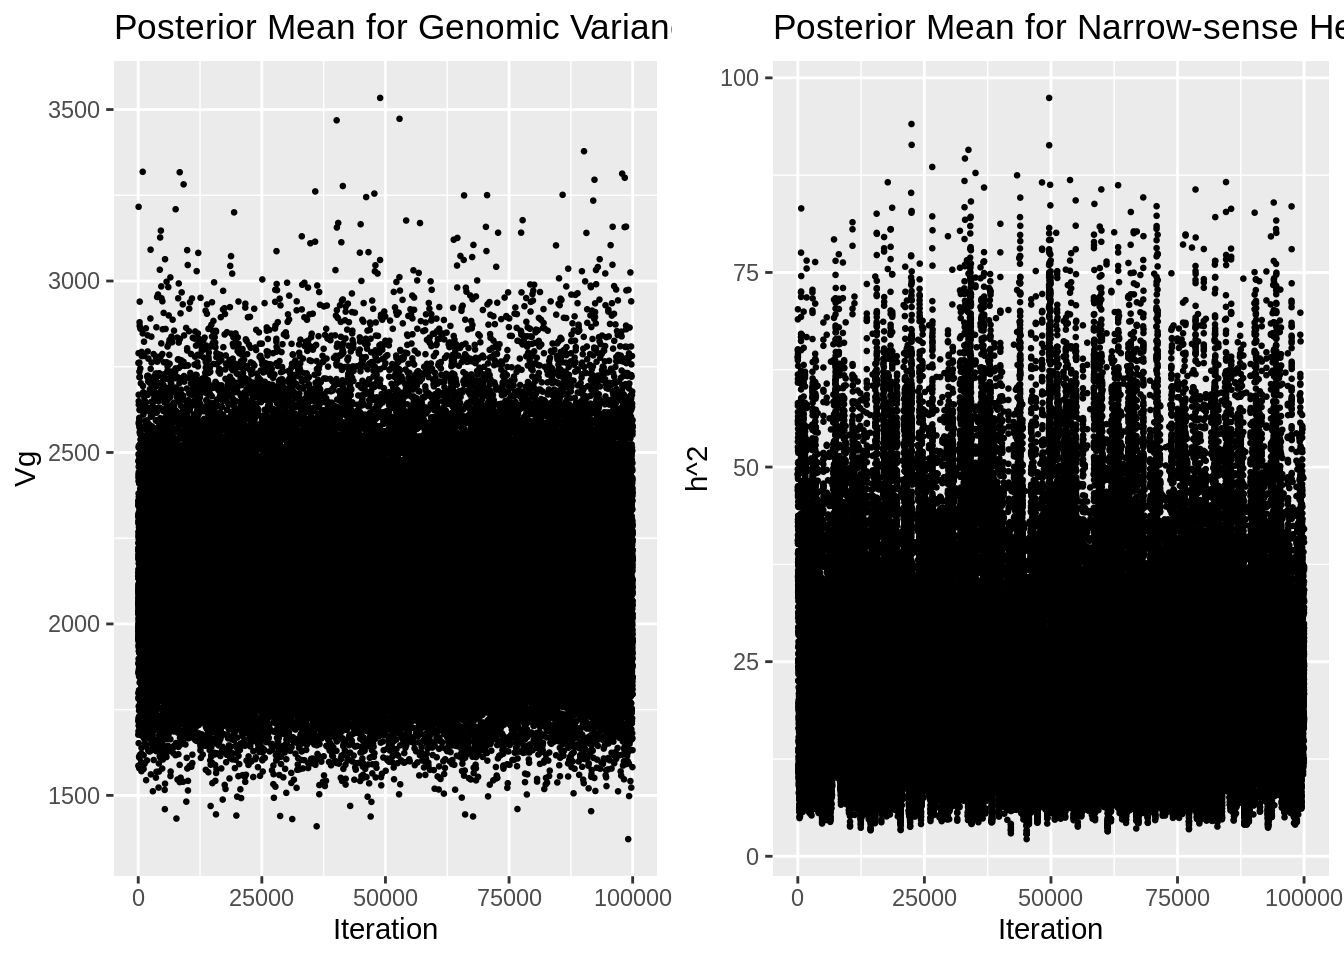 Posterior Mean for Genomic Varian
3500
3000
2500
2000
1500
Vg
0 25000 50000 75000 100000
Iteration
Posterior Mean for Narrow-sense He
100
75
50
25
0
h^2
0 25000 50000 75000 100000
Iteration